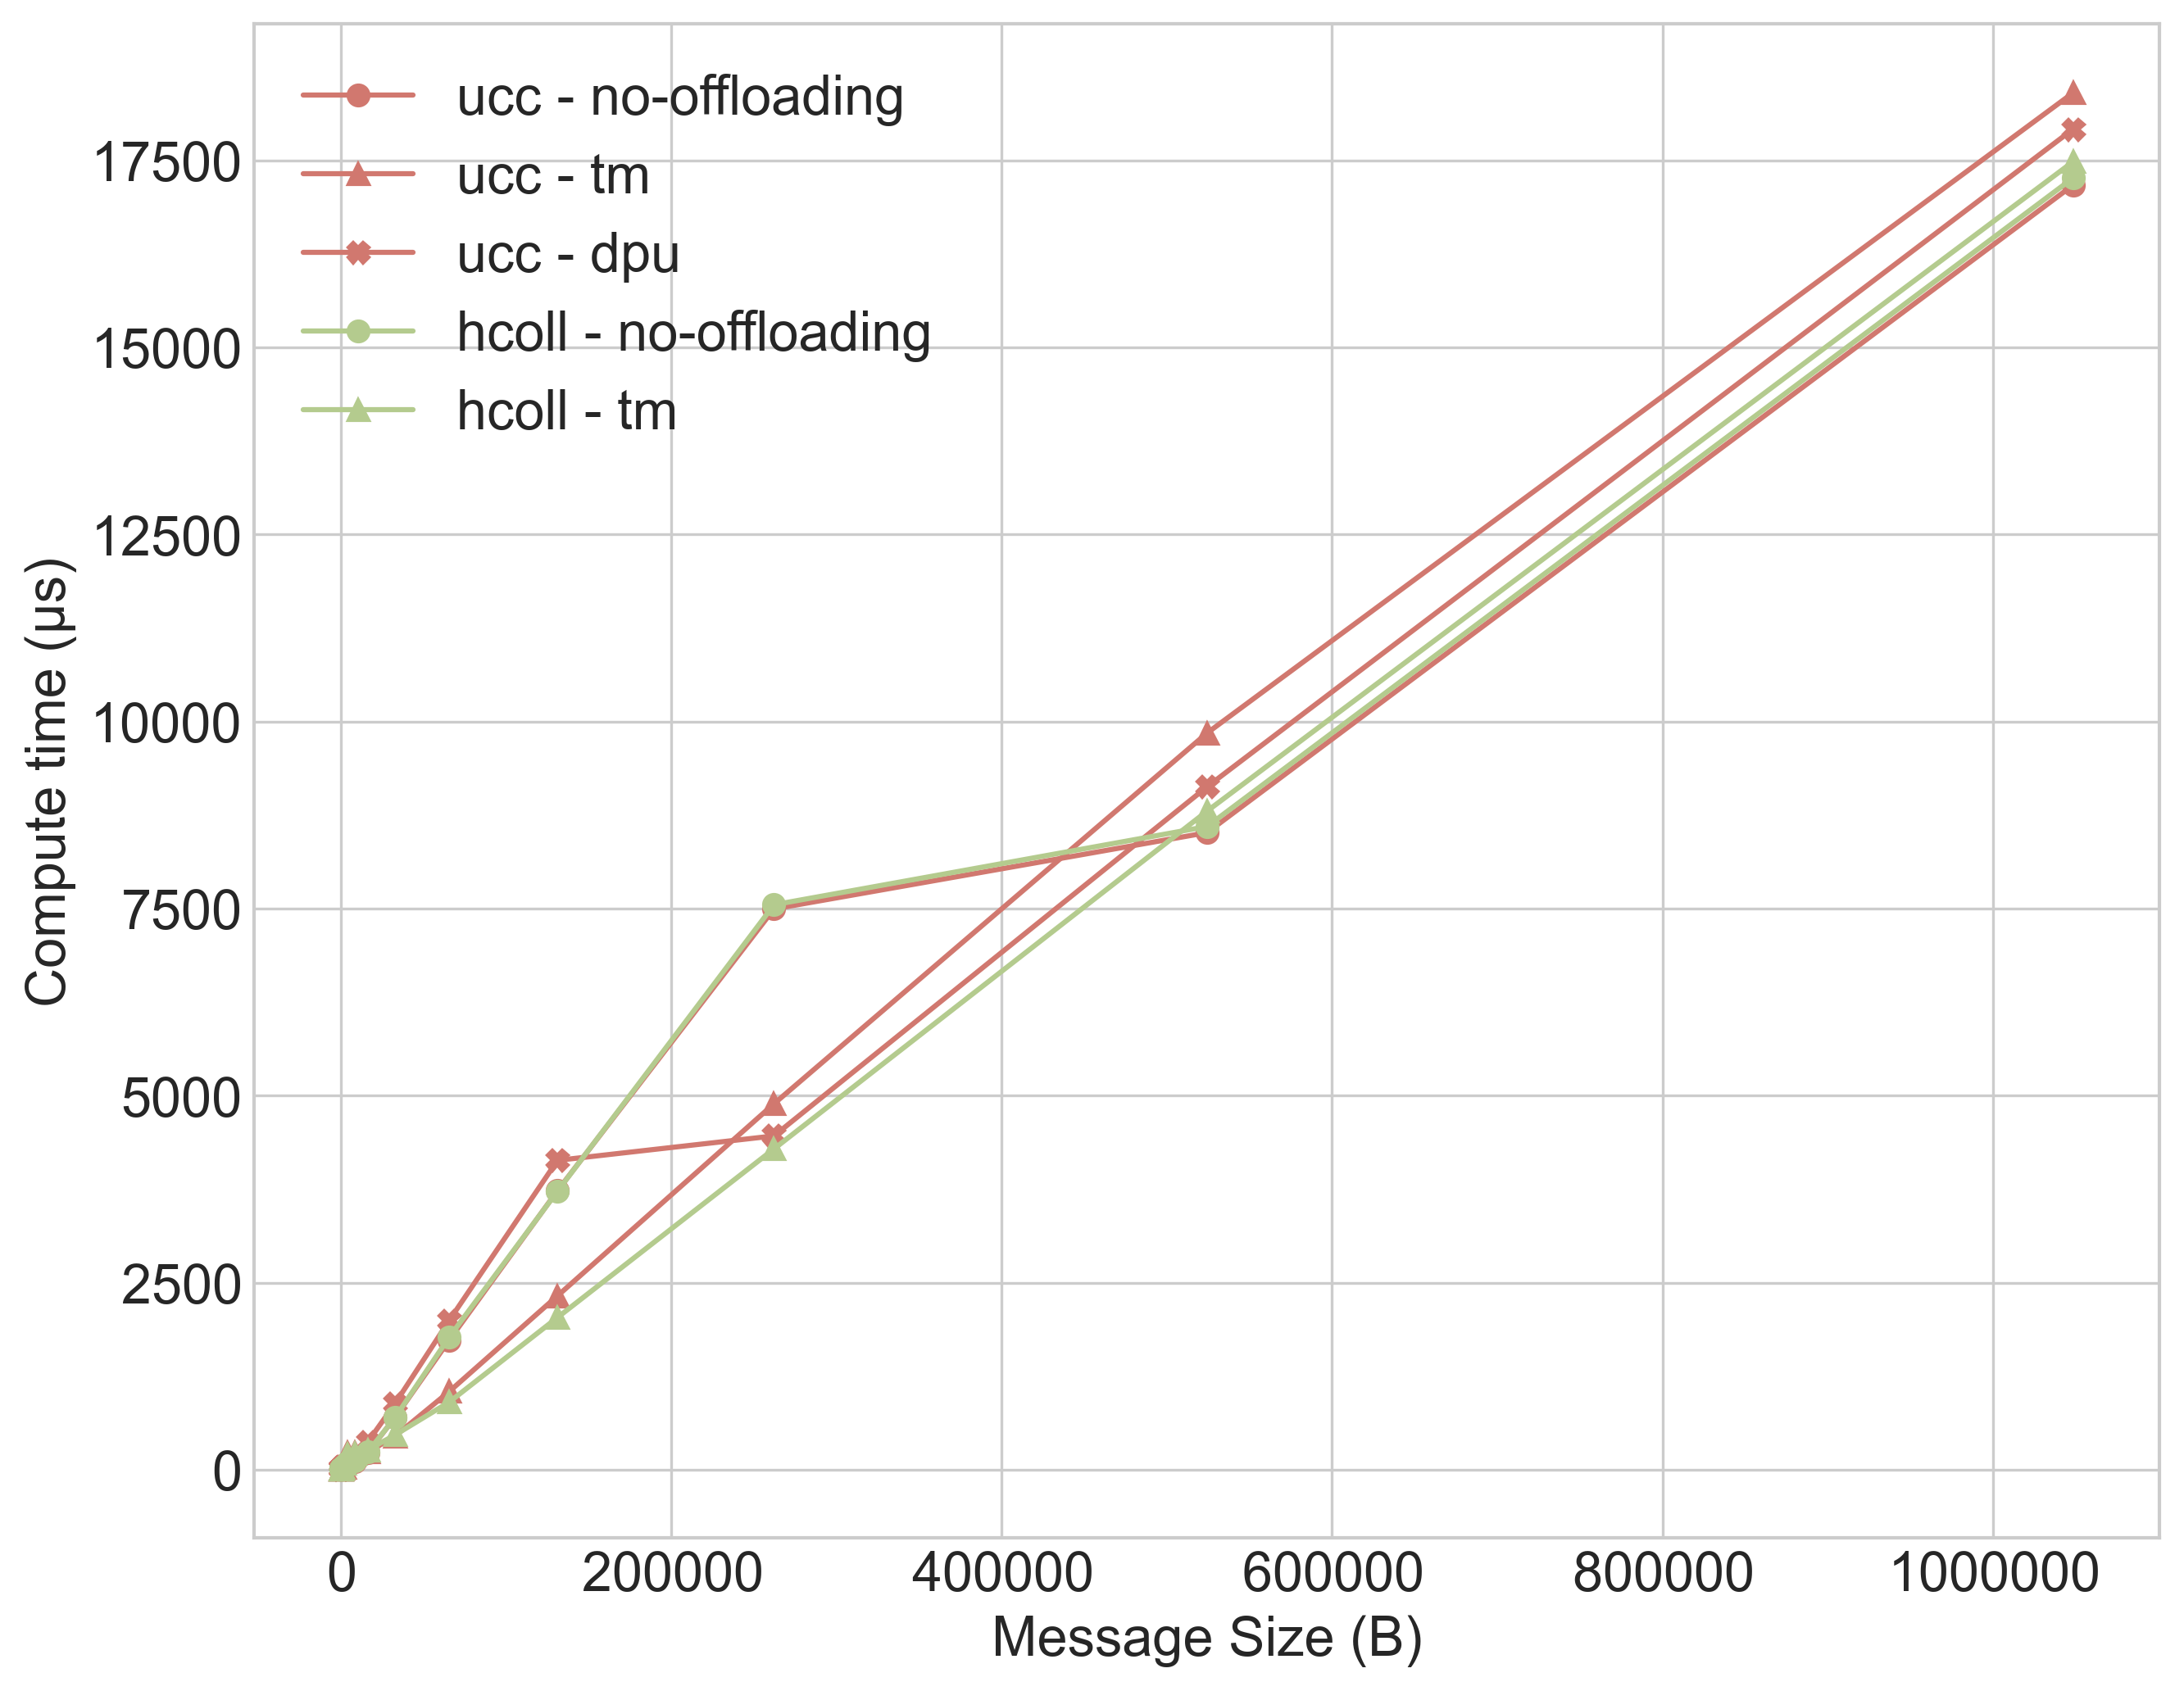 ucc - no-offloading
ucc - tm
ucc - dpu
hcoll - no-offloading
hcoll - tm
17500
15000
12500
10000
7500
5000
2500
0
Compute time (µs)
0 200000 400000 600000 800000 1000000
Message Size (B)